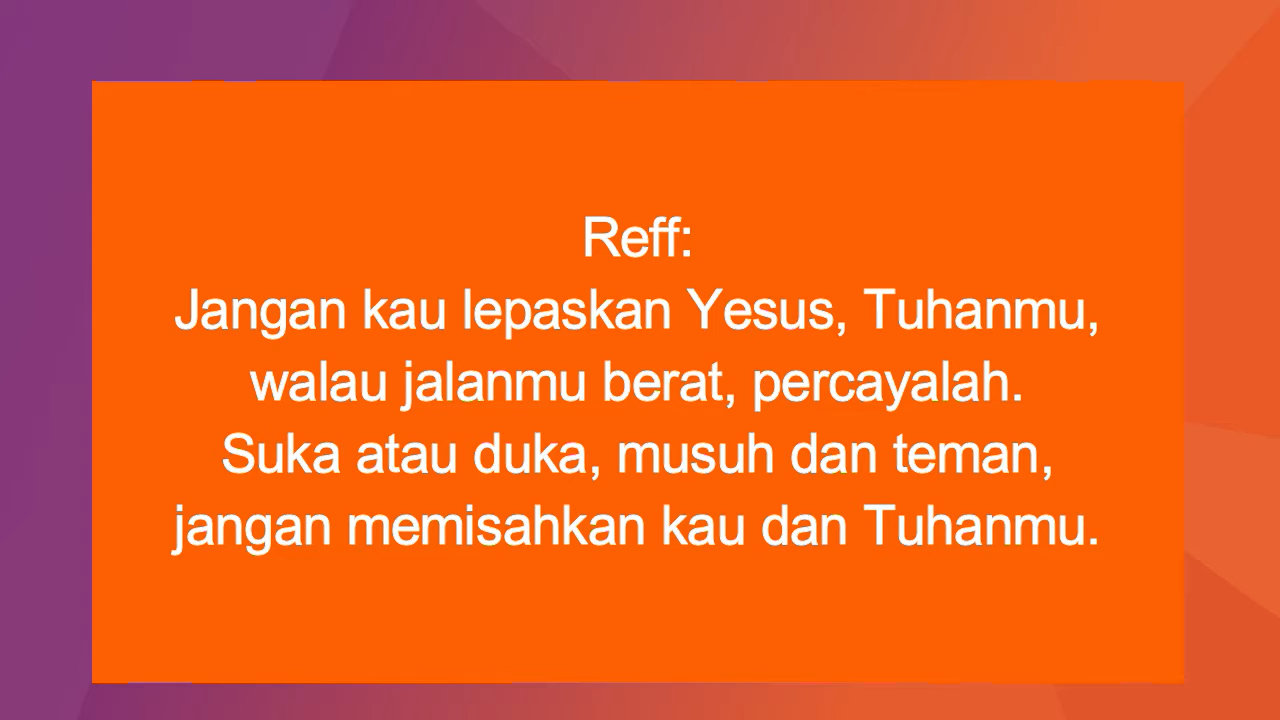 Reff:
Jangan kau lepaskan Yesus, Tuhanmu,
walau jalanmu berat, percayalah.
Suka atau duka, musuh dan teman,
jangan memisahkan kau dan Tuhanmu.